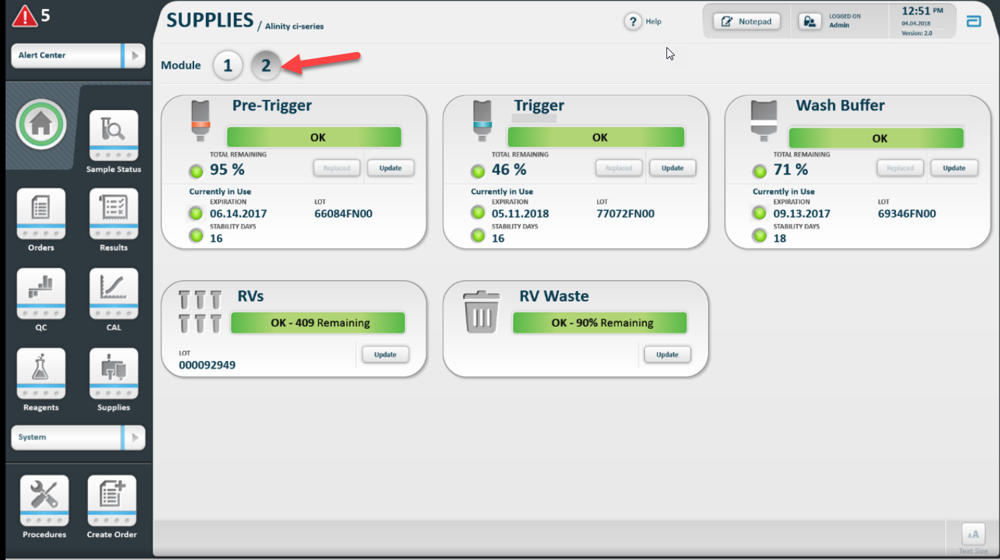 5
Alert Center
Sample Status
Orders
Results
QC
CAL
Reagents
Supplies
System
Procedures
Create Order
SUPPLIES / Alinity ci-series
? Help
Notepad
LOGGED ON
Admin
12:51 PM
04.04.2018
Version: 2.0
Module 1 2
Pre-Trigger
OK
TOTAL REMAINING
95 %
Replaced
Update
Currently in Use
EXPIRATION
LOT
06.14.2017
66084FN00
STABILITY DAYS
16
Trigger
OK
TOTAL REMAINING
46 %
Replaced
Update
Currently in Use
EXPIRATION
LOT
05.11.2018
77072FN00
STABILITY DAYS
16
Wash Buffer
OK
TOTAL REMAINING
71 %
Replaced
Update
Currently in Use
EXPIRATION
LOT
09.13.2017
69346FN00
STABILITY DAYS
18
RVs
OK - 409 Remaining
LOT
000092949
Update
RV Waste
OK - 90% Remaining
Update
AA
Text Size